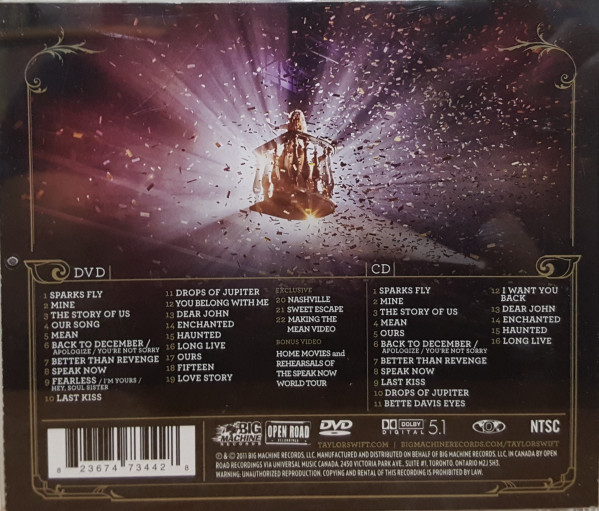 DVD
1 SPARKS FLY
2 MINE
3 THE STORY OF US
4 OUR SONG
5 MEAN
6 BACK TO DECEMBER /
APOLOGIZE / YOU'RE NOT SORRY
7 BETTER THAN REVENGE
8 SPEAK NOW
9 FEARLESS / I'M YOURS /
HEY, SOUL SISTER
10 LAST KISS
11 DROPS OF JUPITER
12 YOU BELONG WITH ME
13 DEAR JOHN
14 ENCHANTED
15 HAUNTED
16 LONG LIVE
17 OURS
18 FIFTEEN
19 LOVE STORY
EXCLUSIVE
20 NASHVILLE
21 SWEET ESCAPE
22 MAKING THE
MEAN VIDEO
BONUS VIDEO
HOME MOVIES and
REHEARSALS OF
THE SPEAK NOW
WORLD TOUR
CD
1 SPARKS FLY
2 MINE
3 THE STORY OF US
4 MEAN
5 OURS
6 BACK TO DECEMBER /
APOLOGIZE / YOU'RE NOT SORRY
7 BETTER THAN REVENGE
8 SPEAK NOW
9 LAST KISS
10 DROPS OF JUPITER
11 BETTE DAVIS EYES
12 I WANT YOU
BACK
13 DEAR JOHN
14 ENCHANTED
15 HAUNTED
16 LONG LIVE
8 23674 73442 8
BIG MACHINE RECORDS
OPEN ROAD RECORDINGS
DVD
VIDEO
DOLBY DIGITAL 5.1
NTSC
TAYLORSWIFT.COM | BIGMACHINERECORDS.COM/TAYLORSWIFT
℗ & © 2011 BIG MACHINE RECORDS, LLC. MANUFACTURED AND DISTRIBUTED ON BEHALF OF BIG MACHINE RECORDS, LLC. IN CANADA BY OPEN
ROAD RECORDINGS VIA UNIVERSAL MUSIC CANADA, 2450 VICTORIA PARK AVE., SUITE #1, TORONTO, ONTARIO M2J 5H3.
WARNING: UNAUTHORIZED REPRODUCTION, COPYING AND RENTAL OF THIS RECORDING IS PROHIBITED BY LAW.